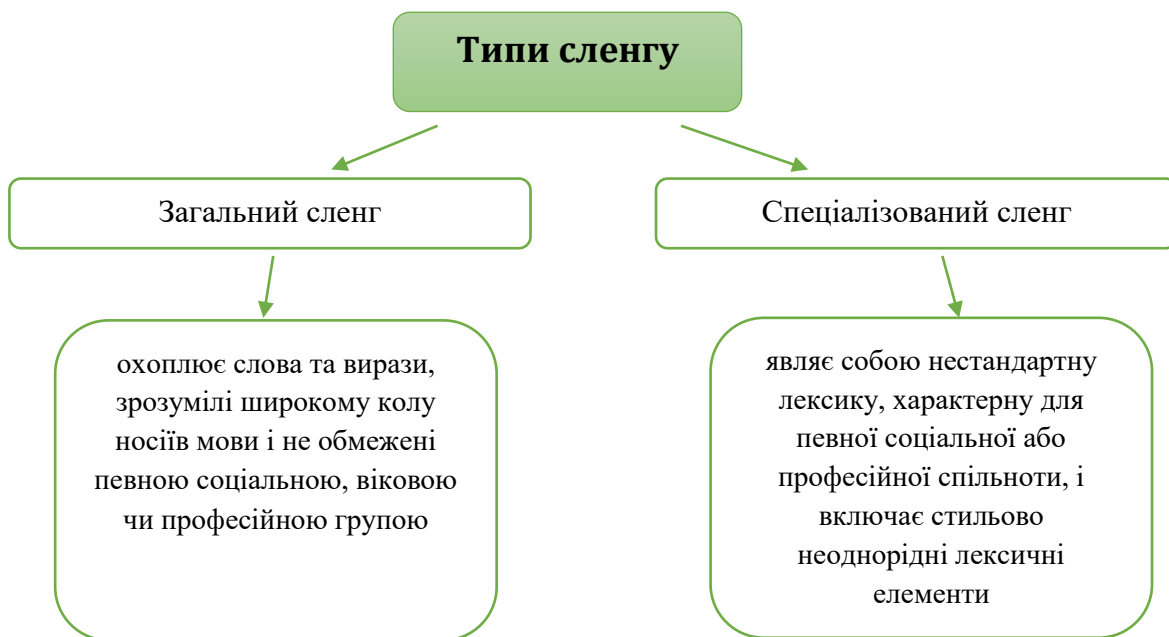 Типи сленгу
Загальний сленг
Спеціалізований сленг
охоплює слова та вирази,
зрозумілі широкому колу
носіїв мови і не обмежені
певною соціальною, віковою
чи професійною групою
являє собою нестандартну
лексику, характерну для
певної соціальної або
професійної спільноти, і
включає стильово
неоднорідні лексичні
елементи